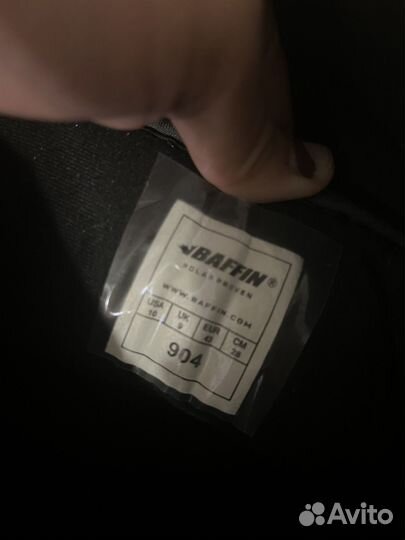 BAFFIN®
POLAR PROVEN
WWW.BAFFIN.COM
USA UK EUR CM
10 9 43 28
904
Avito